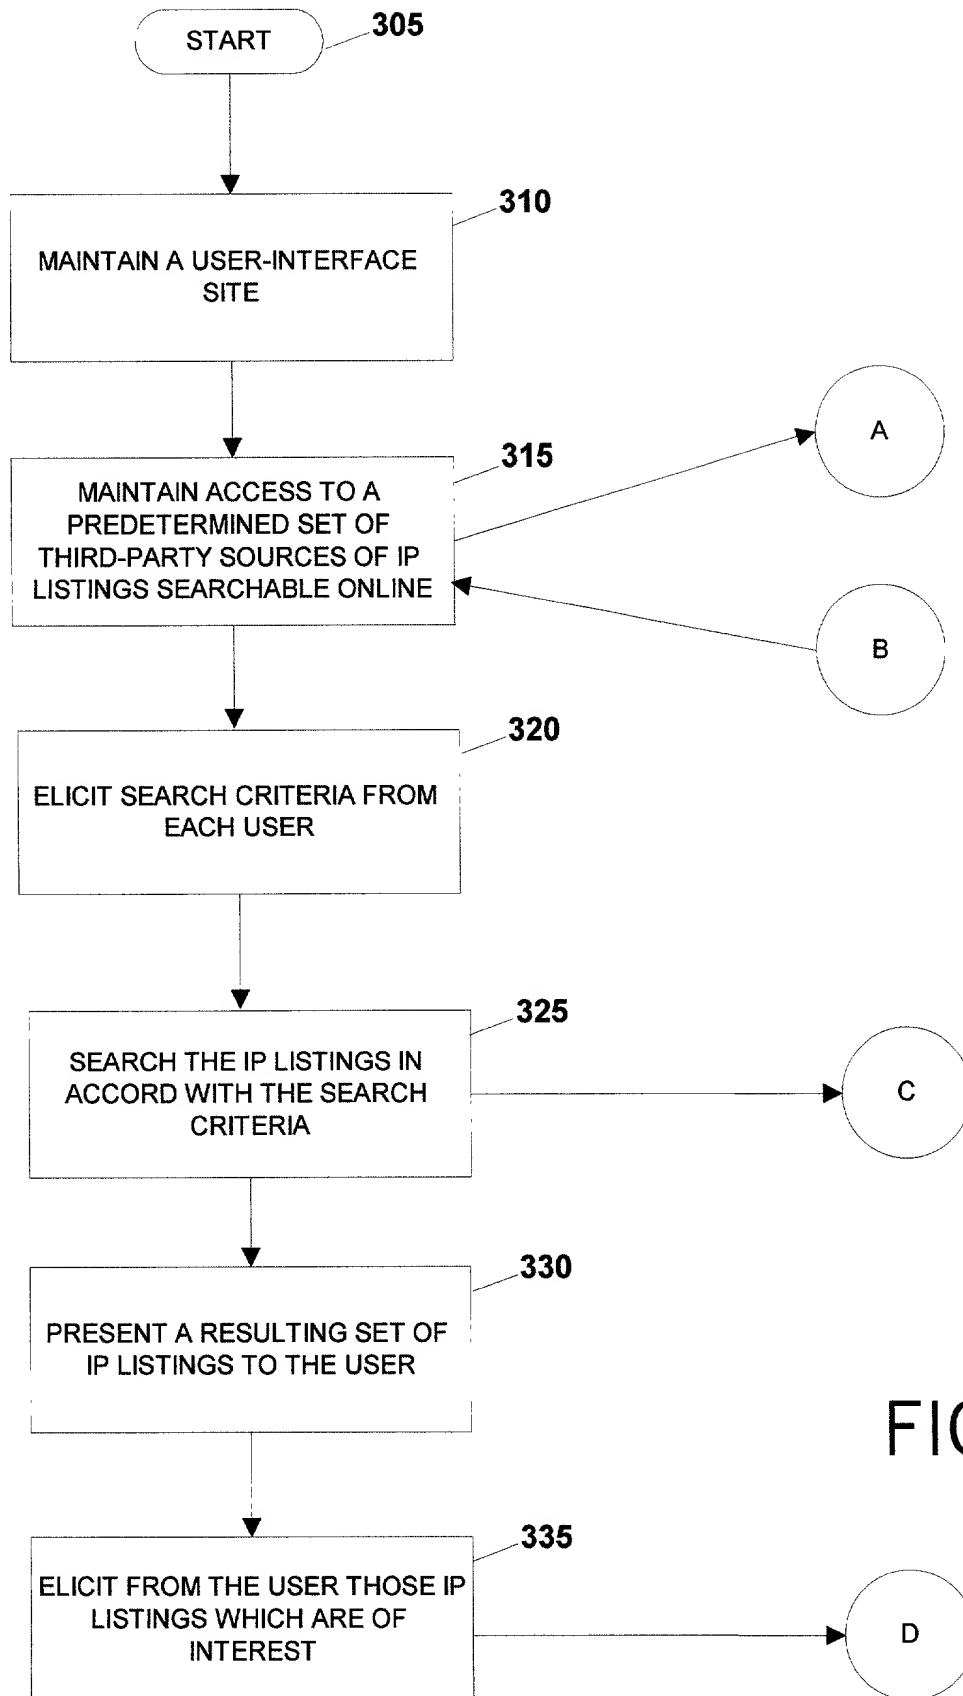 START
305
310
MAINTAIN A USER-INTERFACE
SITE
A
315
MAINTAIN ACCESS TO A
PREDETERMINED SET OF
THIRD-PARTY SOURCES OF IP
LISTINGS SEARCHABLE ONLINE
B
320
ELICIT SEARCH CRITERIA FROM
EACH USER
325
SEARCH THE IP LISTINGS IN
ACCORD WITH THE SEARCH
CRITERIA
C
330
PRESENT A RESULTING SET OF
IP LISTINGS TO THE USER
335
ELICIT FROM THE USER THOSE IP
LISTINGS WHICH ARE OF
INTEREST
D